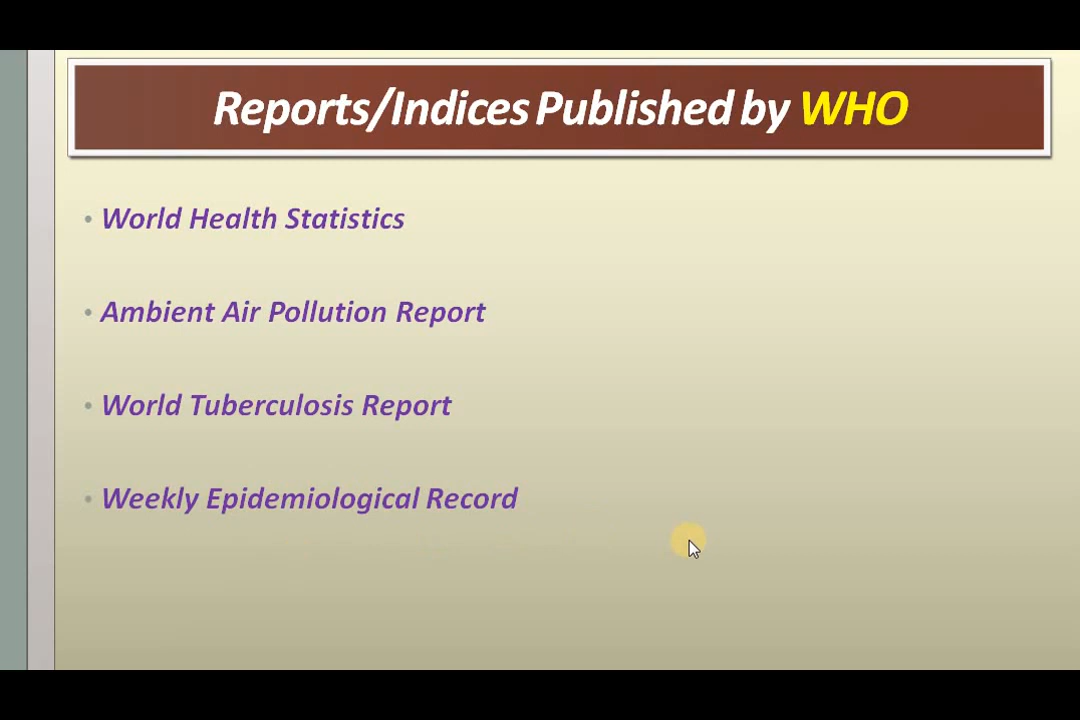 Reports/Indices Published by WHO
• World Health Statistics
• Ambient Air Pollution Report
• World Tuberculosis Report
• Weekly Epidemiological Record